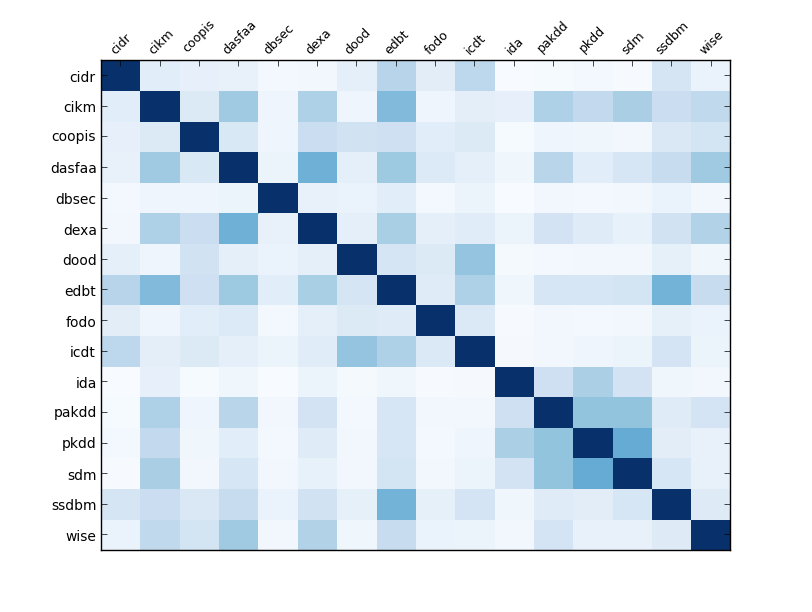 cidr cikm coopis dasfaa dbsec dexa dood edbt fodo icdt ida pakdd pkdd sdm ssdbm wise
cidr
cikm
coopis
dasfaa
dbsec
dexa
dood
edbt
fodo
icdt
ida
pakdd
pkdd
sdm
ssdbm
wise